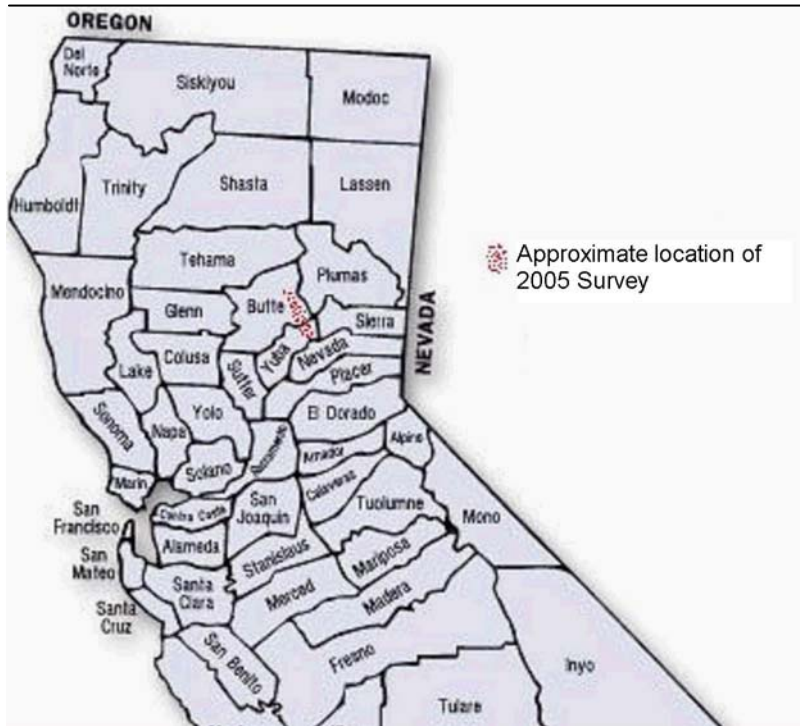 OREGON
Del
Norte
Siskiyou
Modoc
Humboldt
Trinity
Shasta
Lassen
Tehama
Plumas
Mendocino
Glenn
Butte
Sierra
NEVADA
Approximate location of
2005 Survey
Lake
Colusa
Sutter
Yuba
Nevada
Placer
Sonoma
Napa
Yolo
El Dorado
Sacramento
Amador
Alpine
Marin
Solano
Calaveras
Tuolumne
Mono
San
Francisco
Contra Costa
San
Joaquin
San
Mateo
Alameda
Stanislaus
Mariposa
Santa
Cruz
Santa
Clara
Merced
Madera
San Benito
Fresno
Inyo
Tulare